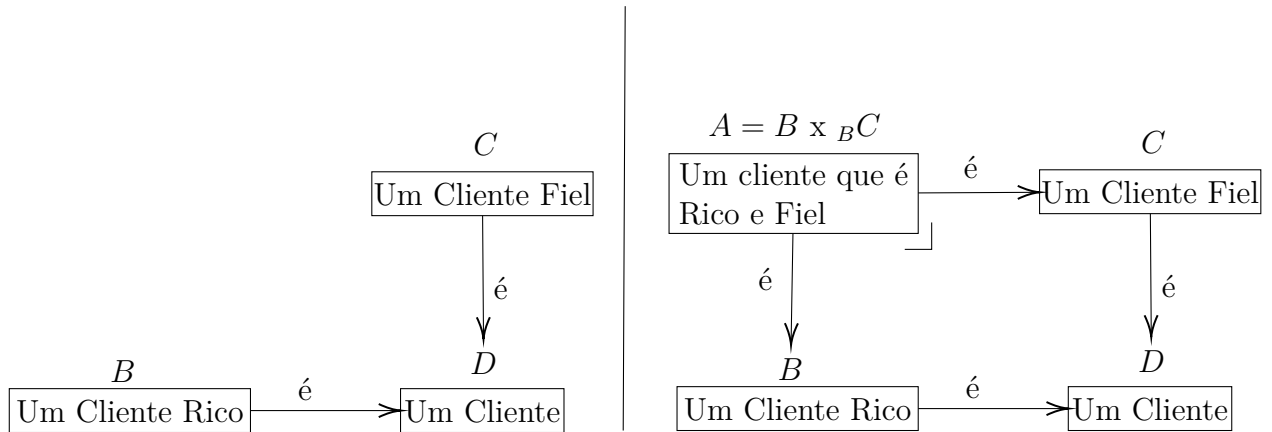 C
Um Cliente Fiel
é
B
D
é
Um Cliente Rico
Um Cliente
A = B x BC
Um cliente que é
Rico e Fiel
é
C
Um Cliente Fiel
é
é
B
D
é
Um Cliente Rico
Um Cliente